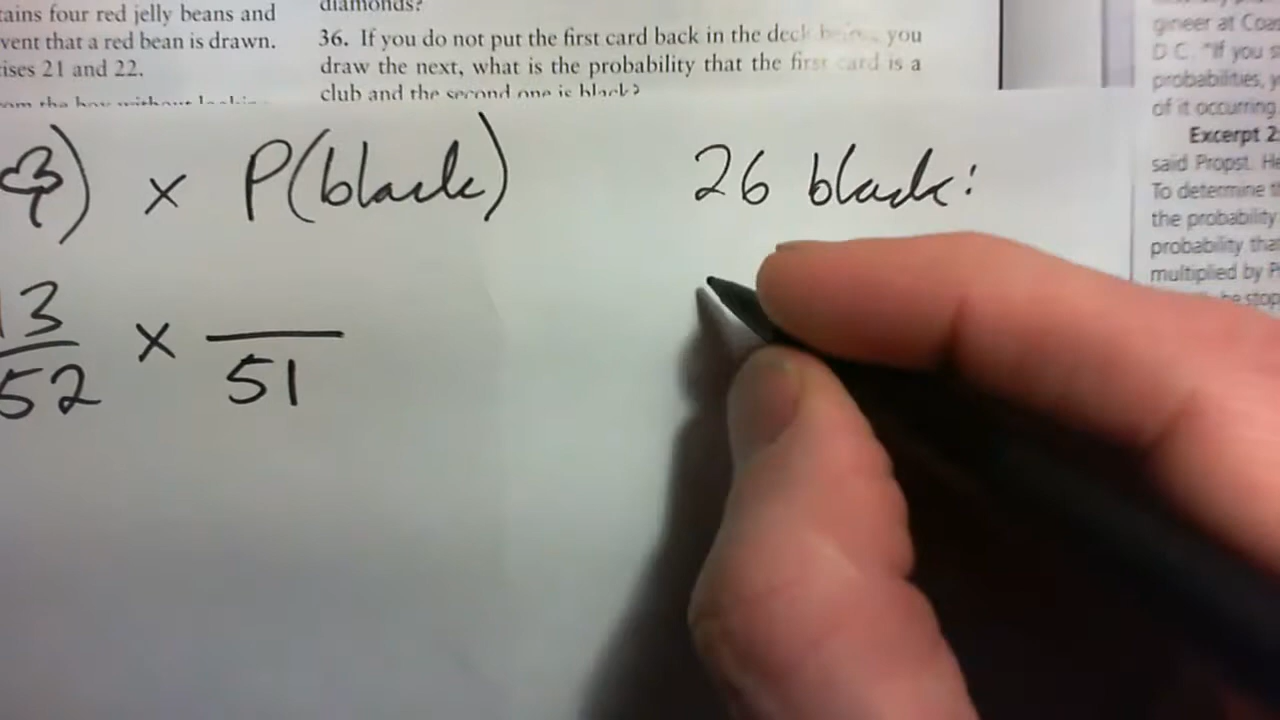 tains four red jelly beans and
vent that a red bean is drawn.
ises 21 and 22.
diamonds?
36. If you do not put the first card back in the deck you
draw the next, what is the probability that the first card is a
club and the second one is black?
gineer at Coa
D C. "If you s
probabilities, y
of it occurring
Excerpt 2:
said Propst. He
To determine t
the probability
probability tha
multiplied by P
be stop
♣) × P(black)
26 black:
13/52 × /51